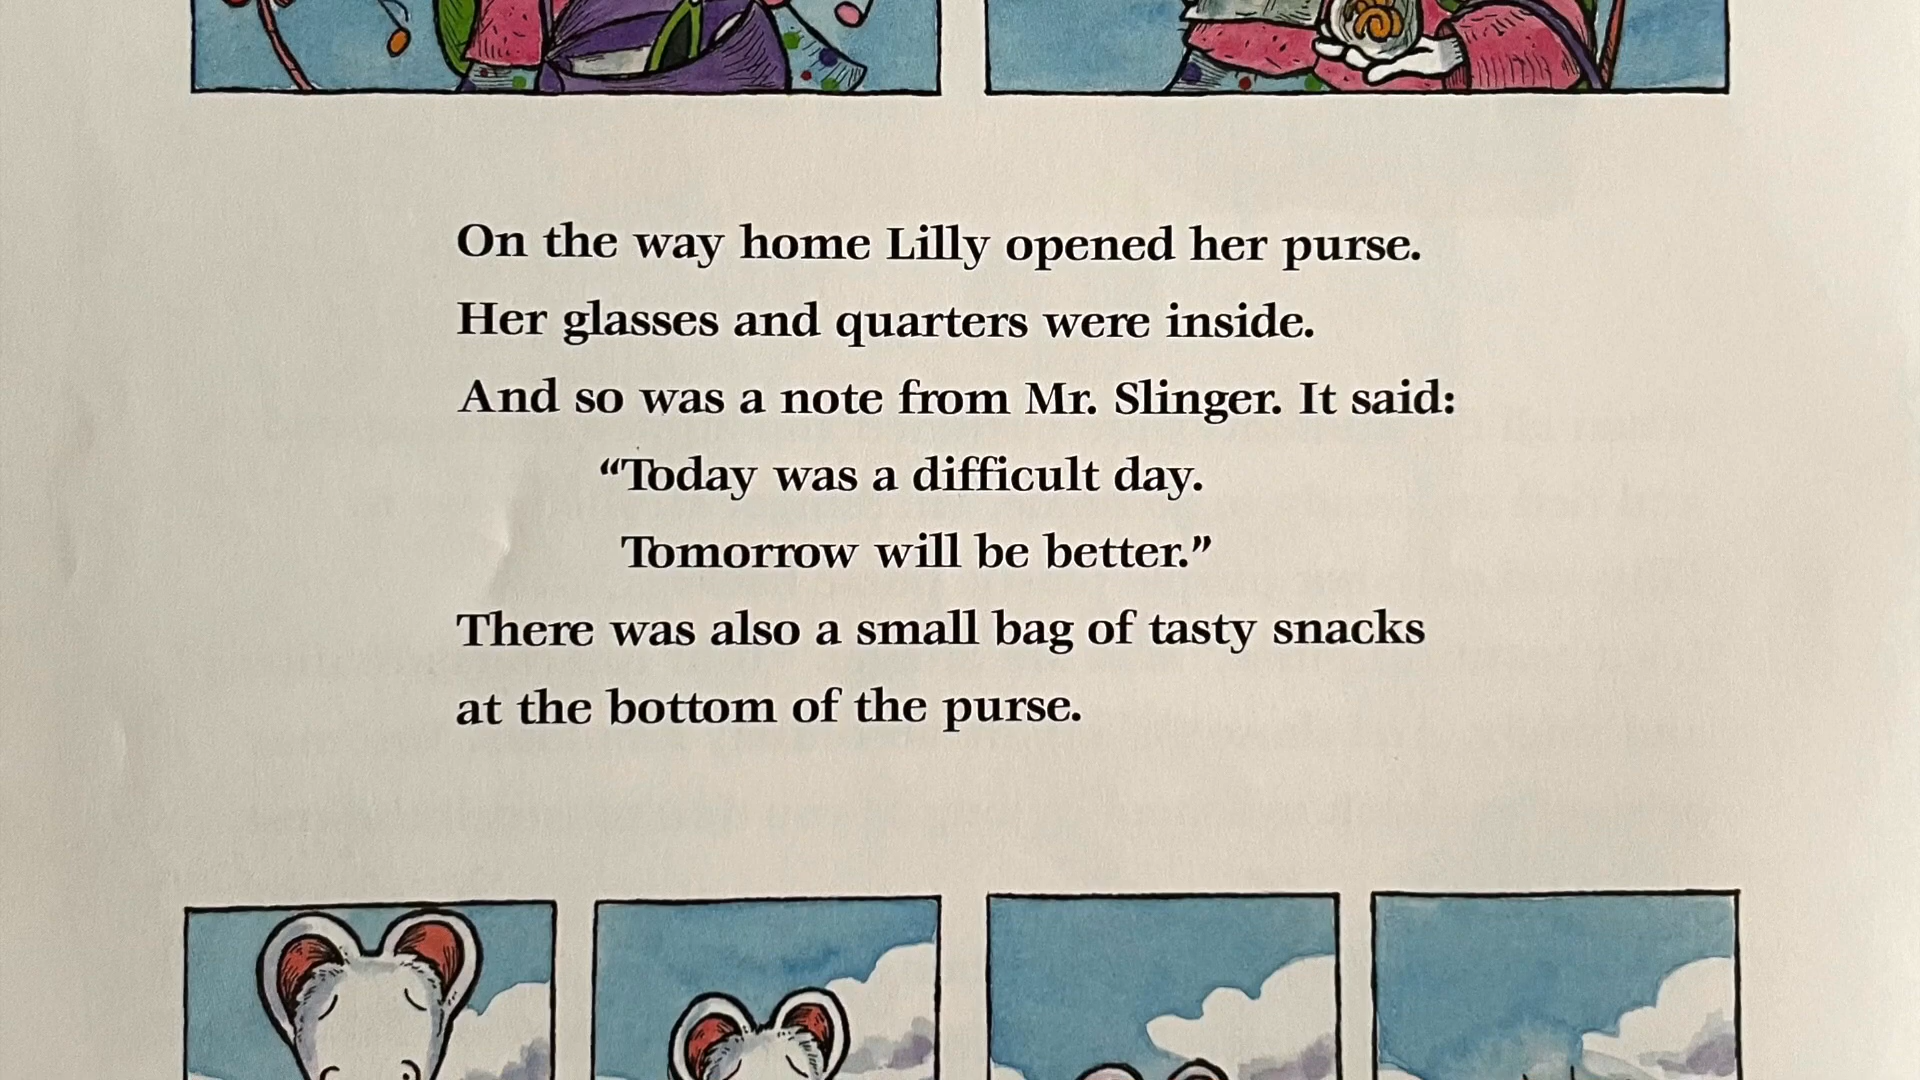 On the way home Lilly opened her purse.
Her glasses and quarters were inside.
And so was a note from Mr. Slinger. It said:
“Today was a difficult day.
Tomorrow will be better.”
There was also a small bag of tasty snacks
at the bottom of the purse.